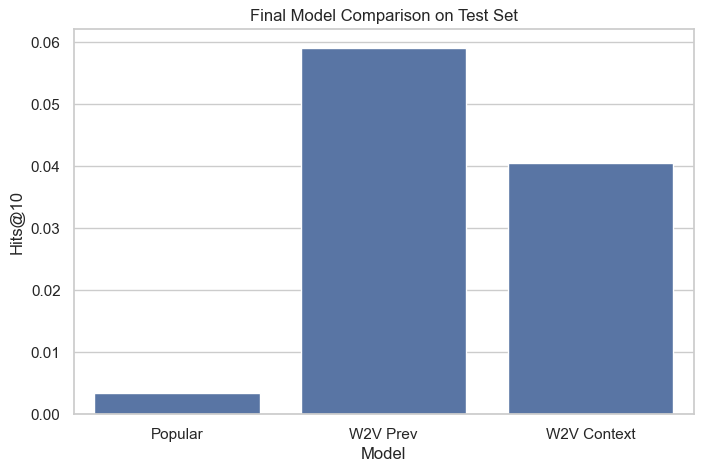 Final Model Comparison on Test Set
0.06
0.05
0.04
0.03
0.02
0.01
0.00
Hits@10
Popular
W2V Prev
W2V Context
Model